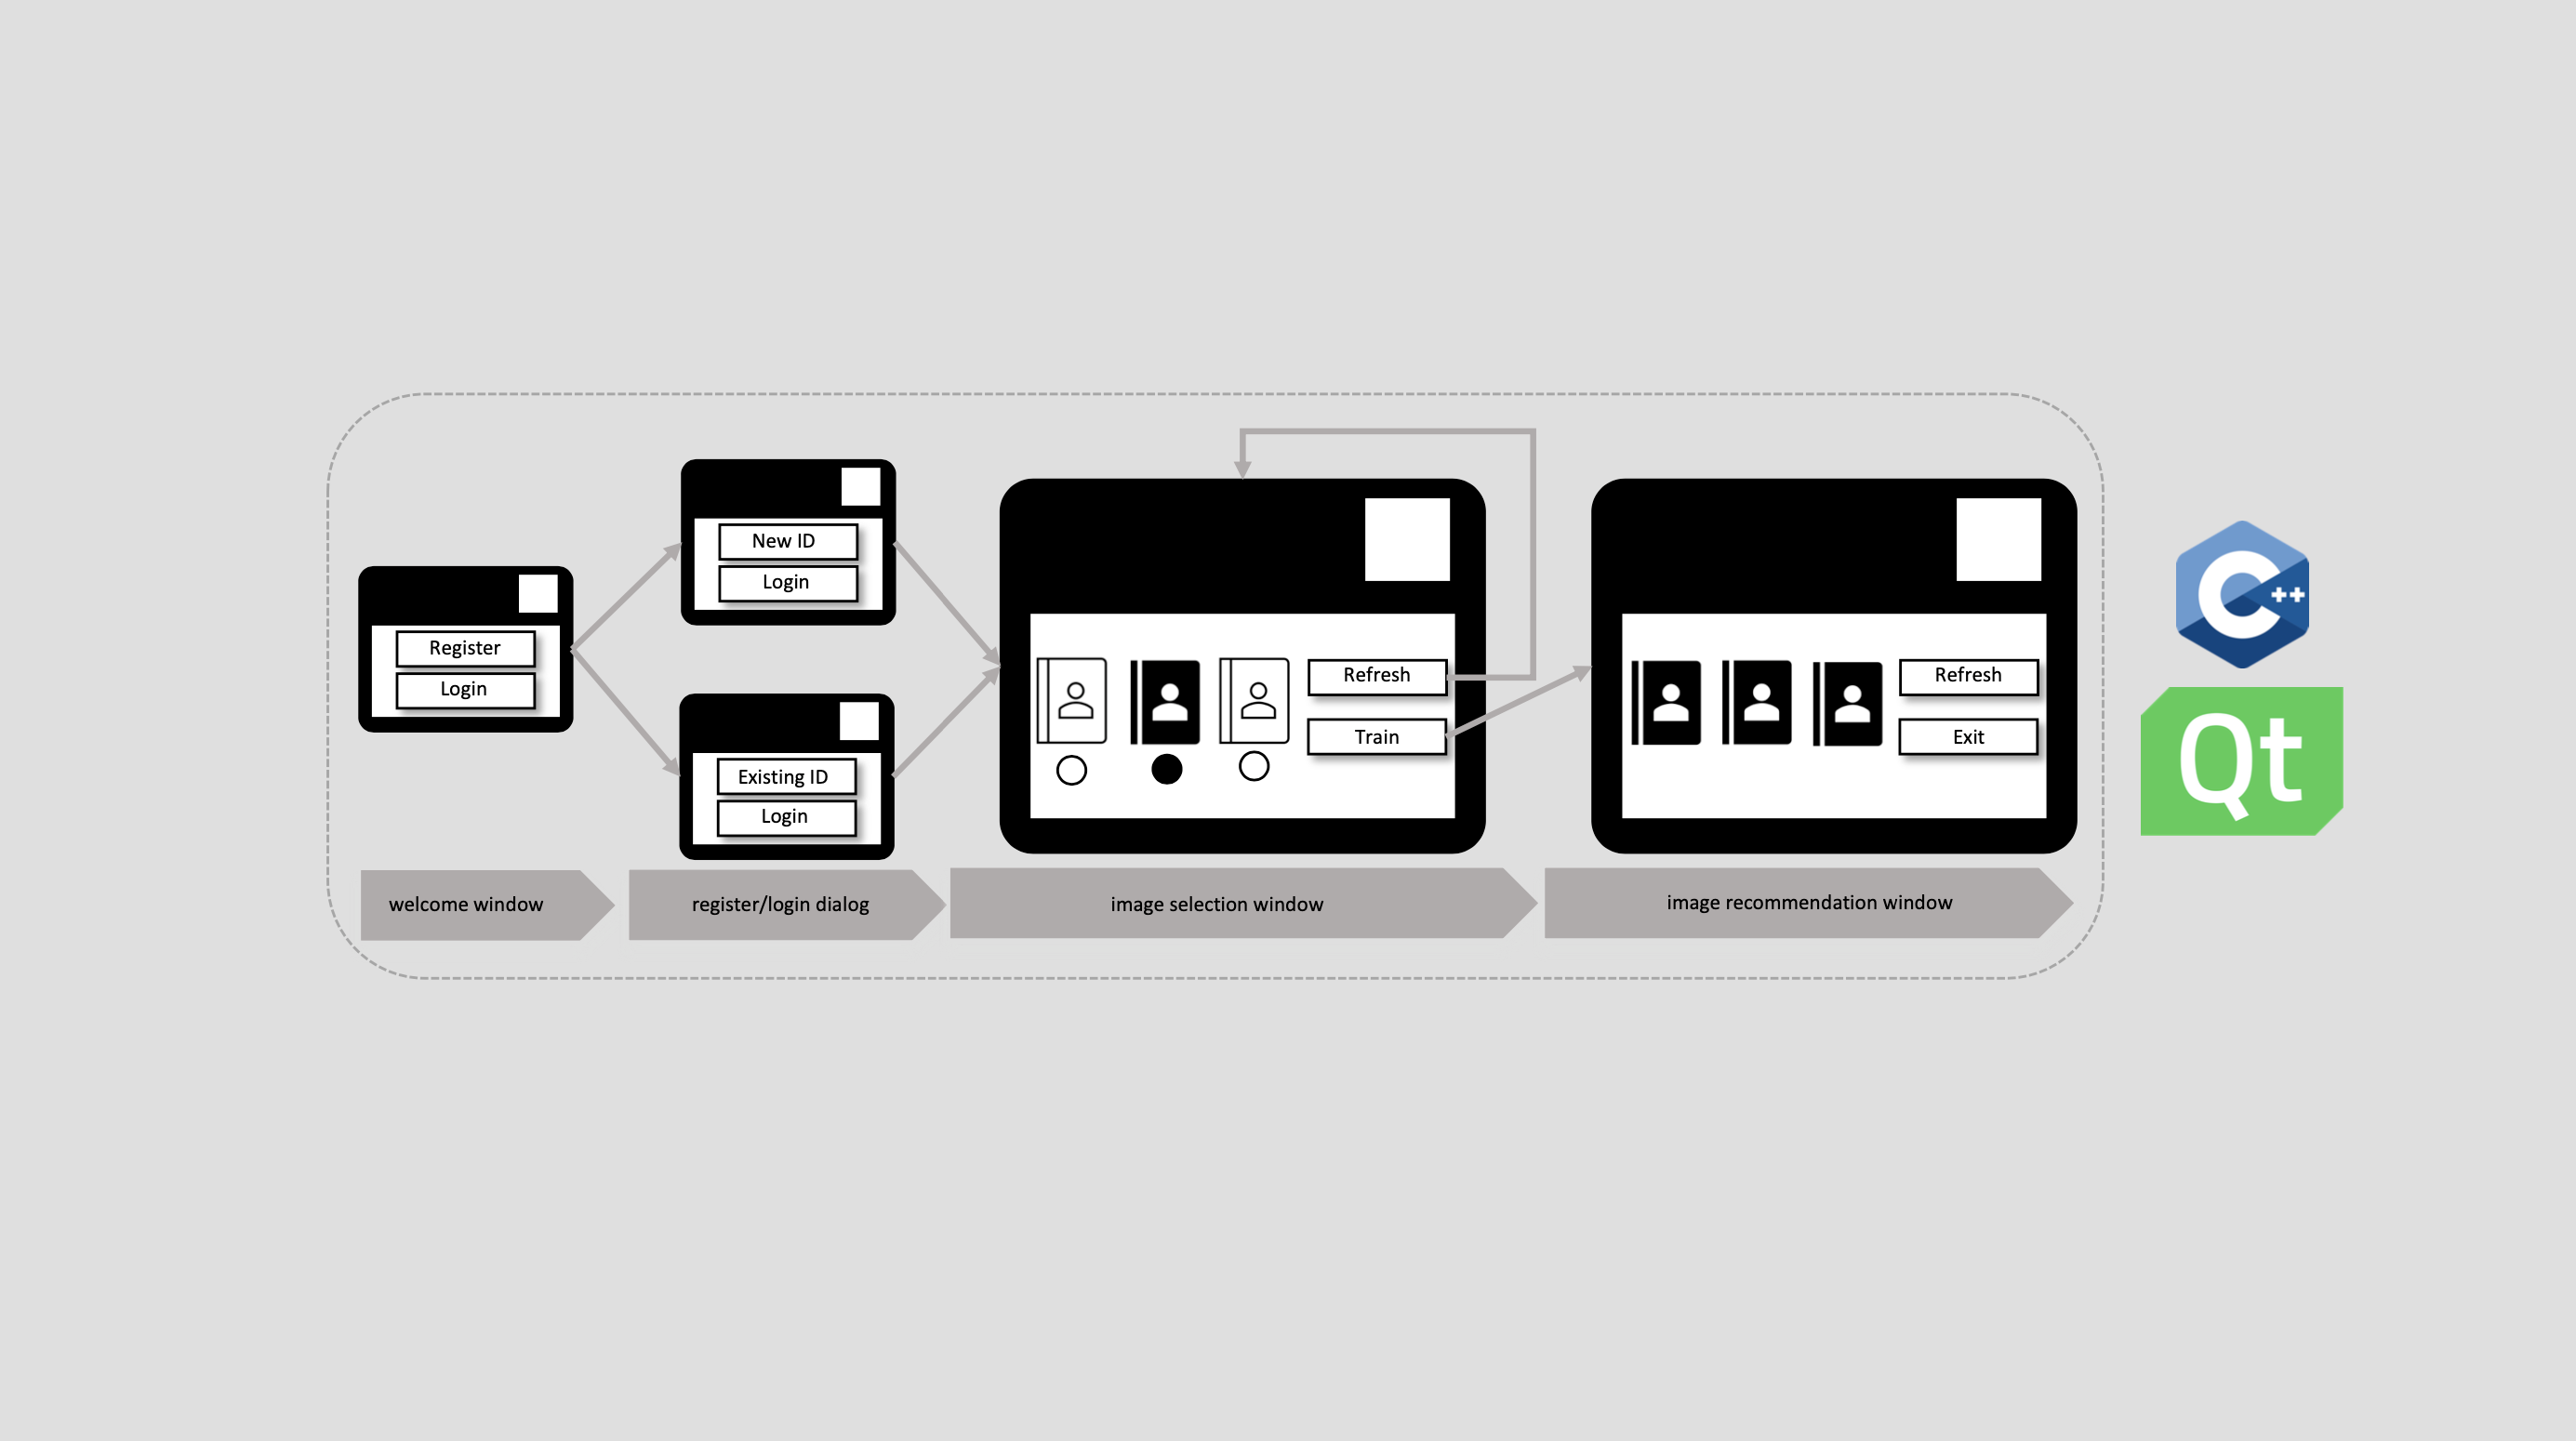 Register
Login
New ID
Login
Existing ID
Login
Refresh
Train
Refresh
Exit
welcome window
register/login dialog
image selection window
image recommendation window
C++
Qt